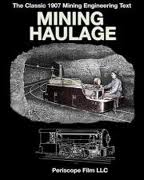 The Classic 1907 Mining Engineering Text
MINING
HAULAGE
Periscope Film LLC